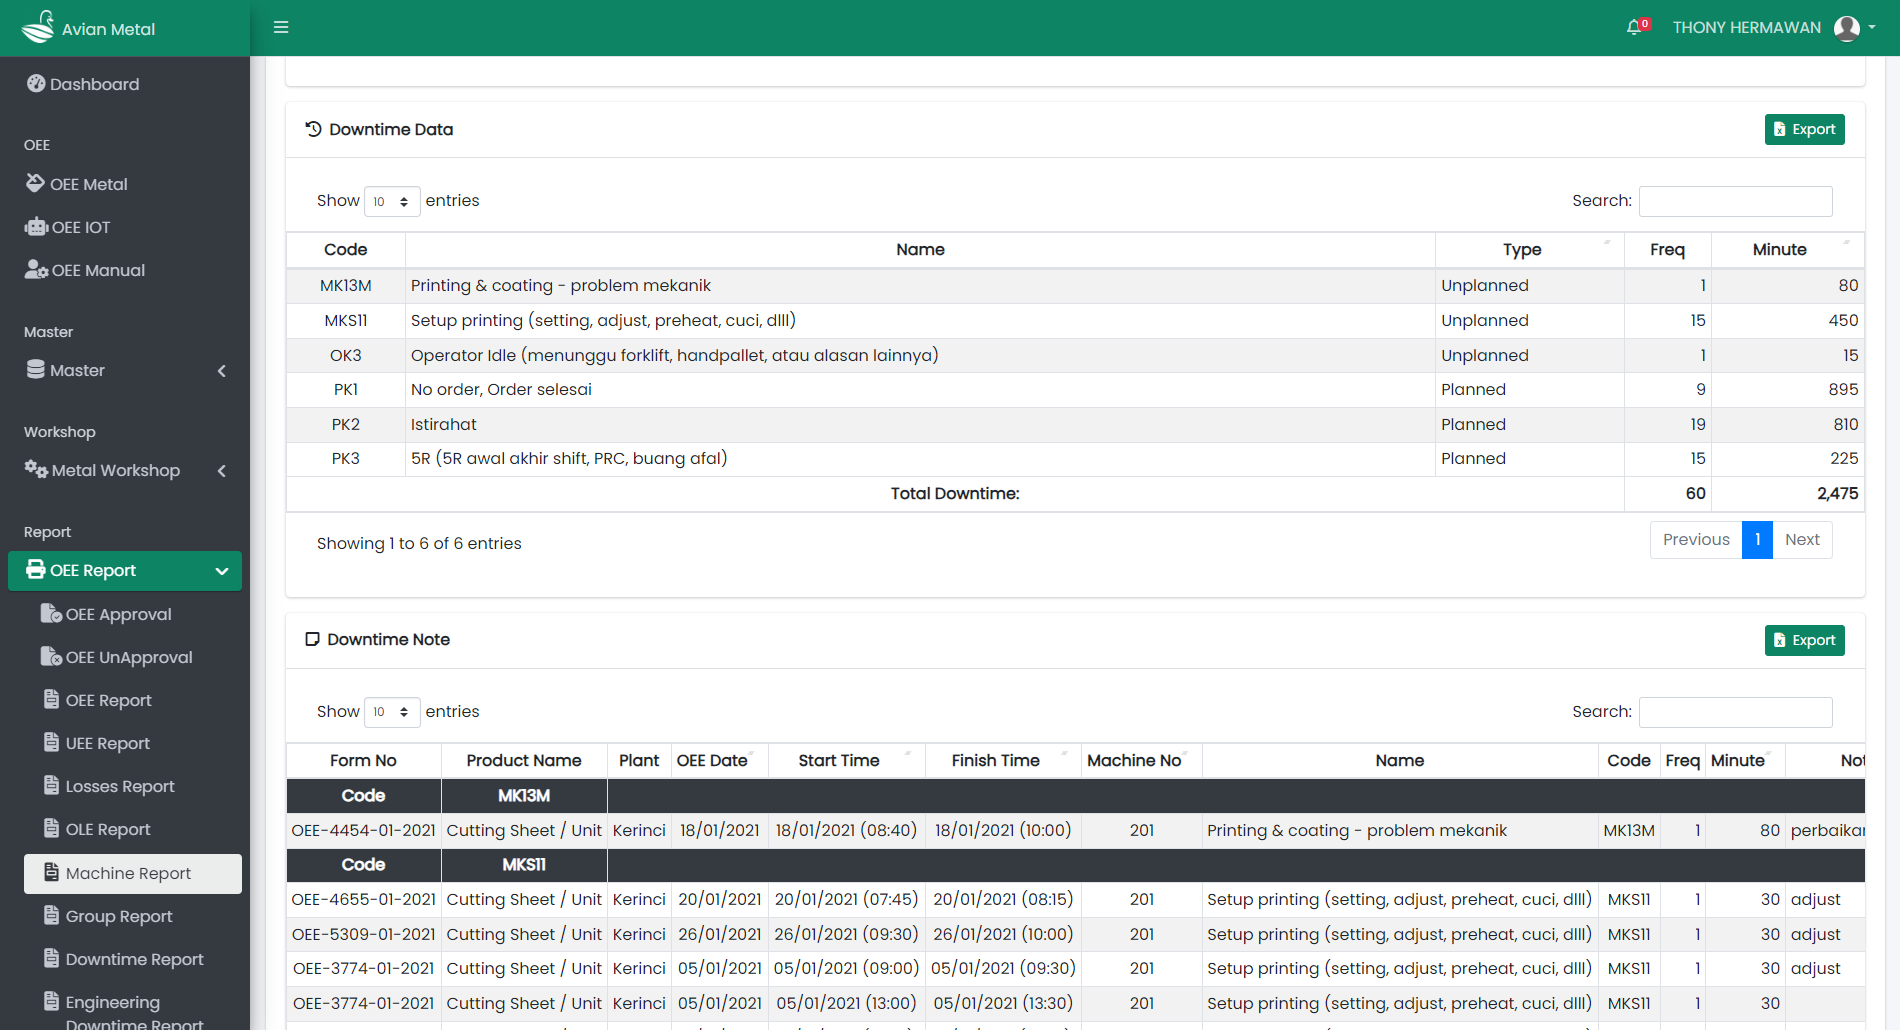 Avian Metal
0
THONY HERMAWAN
Dashboard
OEE
OEE Metal
OEE IOT
OEE Manual
Master
Master
Workshop
Metal Workshop
Report
OEE Report
OEE Approval
OEE UnApproval
OEE Report
UEE Report
Losses Report
OLE Report
Machine Report
Group Report
Downtime Report
Engineering
Downtime Report
Downtime Data
Export
Show 10 entries
Search:
Code Name Type Freq Minute
MK13M Printing & coating - problem mekanik Unplanned 1 80
MKS11 Setup printing (setting, adjust, preheat, cuci, dlll) Unplanned 15 450
OK3 Operator Idle (menunggu forklift, handpallet, atau alasan lainnya) Unplanned 1 15
PK1 No order, Order selesai Planned 9 895
PK2 Istirahat Planned 19 810
PK3 5R (5R awal akhir shift, PRC, buang afal) Planned 15 225
Total Downtime: 60 2,475
Showing 1 to 6 of 6 entries
Previous 1 Next
Downtime Note
Export
Show 10 entries
Search:
Form No Product Name Plant OEE Date Start Time Finish Time Machine No Name Code Freq Minute Not
Code MK13M
OEE-4454-01-2021 Cutting Sheet / Unit Kerinci 18/01/2021 18/01/2021 (08:40) 18/01/2021 (10:00) 201 Printing & coating - problem mekanik MK13M 1 80 perbaikan
Code MKS11
OEE-4655-01-2021 Cutting Sheet / Unit Kerinci 20/01/2021 20/01/2021 (07:45) 20/01/2021 (08:15) 201 Setup printing (setting, adjust, preheat, cuci, dlll) MKS11 1 30 adjust
OEE-5309-01-2021 Cutting Sheet / Unit Kerinci 26/01/2021 26/01/2021 (09:30) 26/01/2021 (10:00) 201 Setup printing (setting, adjust, preheat, cuci, dlll) MKS11 1 30 adjust
OEE-3774-01-2021 Cutting Sheet / Unit Kerinci 05/01/2021 05/01/2021 (09:00) 05/01/2021 (09:30) 201 Setup printing (setting, adjust, preheat, cuci, dlll) MKS11 1 30 adjust
OEE-3774-01-2021 Cutting Sheet / Unit Kerinci 05/01/2021 05/01/2021 (13:00) 05/01/2021 (13:30) 201 Setup printing (setting, adjust, preheat, cuci, dlll) MKS11 1 30